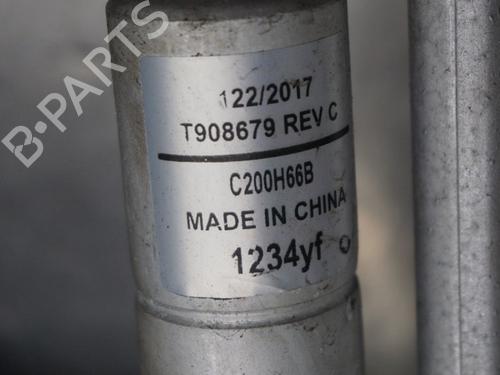 B-PARTS
122/2017
T908679 REV C
C200H66B
MADE IN CHINA
1234yf